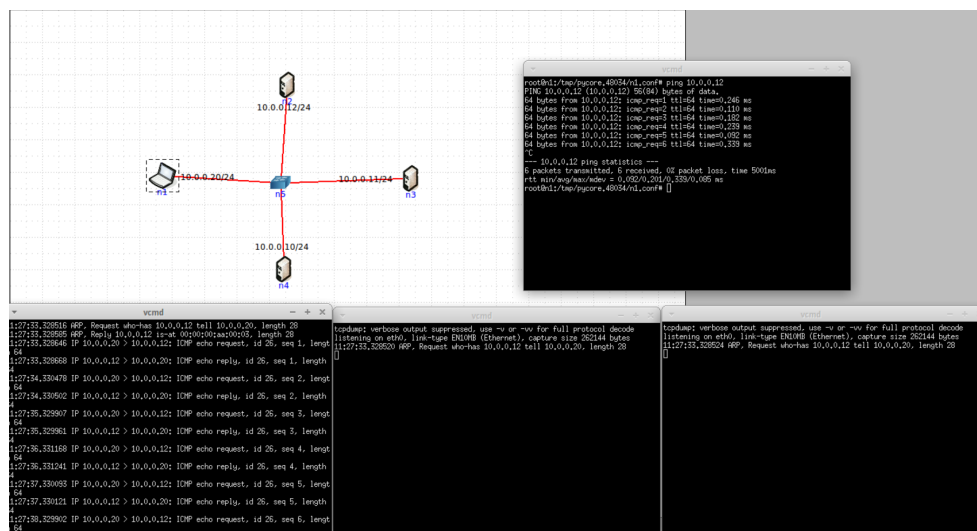 n2
10.0.0.12/24
n1
10.0.0.20/24
n5
10.0.0.11/24
n3
10.0.0.10/24
n4
vcmd
root@n1:/tmp/pycore.48034/n1.conf# ping 10.0.0.12
PING 10.0.0.12 (10.0.0.12) 56(84) bytes of data.
64 bytes from 10.0.0.12: icmp_req=1 ttl=64 time=0.246 ms
64 bytes from 10.0.0.12: icmp_req=2 ttl=64 time=0.110 ms
64 bytes from 10.0.0.12: icmp_req=3 ttl=64 time=0.182 ms
64 bytes from 10.0.0.12: icmp_req=4 ttl=64 time=0.239 ms
64 bytes from 10.0.0.12: icmp_req=5 ttl=64 time=0.092 ms
64 bytes from 10.0.0.12: icmp_req=6 ttl=64 time=0.339 ms
^C
--- 10.0.0.12 ping statistics ---
6 packets transmitted, 6 received, 0% packet loss, time 5001ms
rtt min/avg/max/mdev = 0.092/0.201/0.339/0.085 ms
root@n1:/tmp/pycore.48034/n1.conf#
vcmd
1:27:33.328516 ARP, Request who-has 10.0.0.12 tell 10.0.0.20, length 28
1:27:33.328585 ARP, Reply 10.0.0.12 is-at 00:00:00:aa:00:03, length 28
1:27:33.328646 IP 10.0.0.20 > 10.0.0.12: ICMP echo request, id 26, seq 1, lengt
64
1:27:33.328668 IP 10.0.0.12 > 10.0.0.20: ICMP echo reply, id 26, seq 1, length
4
1:27:34.330478 IP 10.0.0.20 > 10.0.0.12: ICMP echo request, id 26, seq 2, lengt
64
1:27:34.330502 IP 10.0.0.12 > 10.0.0.20: ICMP echo reply, id 26, seq 2, length
4
1:27:35.329907 IP 10.0.0.20 > 10.0.0.12: ICMP echo request, id 26, seq 3, lengt
64
1:27:35.329961 IP 10.0.0.12 > 10.0.0.20: ICMP echo reply, id 26, seq 3, length
4
1:27:36.331168 IP 10.0.0.20 > 10.0.0.12: ICMP echo request, id 26, seq 4, lengt
64
1:27:36.331241 IP 10.0.0.12 > 10.0.0.20: ICMP echo reply, id 26, seq 4, length
4
1:27:37.330093 IP 10.0.0.20 > 10.0.0.12: ICMP echo request, id 26, seq 5, lengt
64
1:27:37.330121 IP 10.0.0.12 > 10.0.0.20: ICMP echo reply, id 26, seq 5, length
4
1:27:38.329902 IP 10.0.0.20 > 10.0.0.12: ICMP echo request, id 26, seq 6, lengt
64
vcmd
tcpdump: verbose output suppressed, use -v or -vv for full protocol decode
listening on eth0, link-type EN10MB (Ethernet), capture size 262144 bytes
11:27:33.328520 ARP, Request who-has 10.0.0.12 tell 10.0.0.20, length 28
vcmd
tcpdump: verbose output suppressed, use -v or -vv for full protocol decode
listening on eth0, link-type EN10MB (Ethernet), capture size 262144 bytes
11:27:33.328524 ARP, Request who-has 10.0.0.12 tell 10.0.0.20, length 28